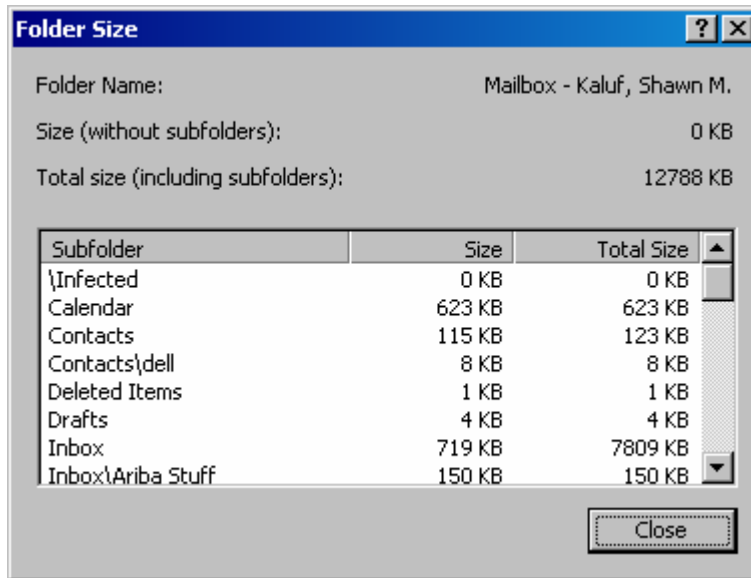 Folder Size
Folder Name: Mailbox - Kaluf, Shawn M.
Size (without subfolders): 0 KB
Total size (including subfolders): 12788 KB
Subfolder Size Total Size
\Infected 0 KB 0 KB
Calendar 623 KB 623 KB
Contacts 115 KB 123 KB
Contacts\dell 8 KB 8 KB
Deleted Items 1 KB 1 KB
Drafts 4 KB 4 KB
Inbox 719 KB 7809 KB
Inbox\Ariba Stuff 150 KB 150 KB
Close